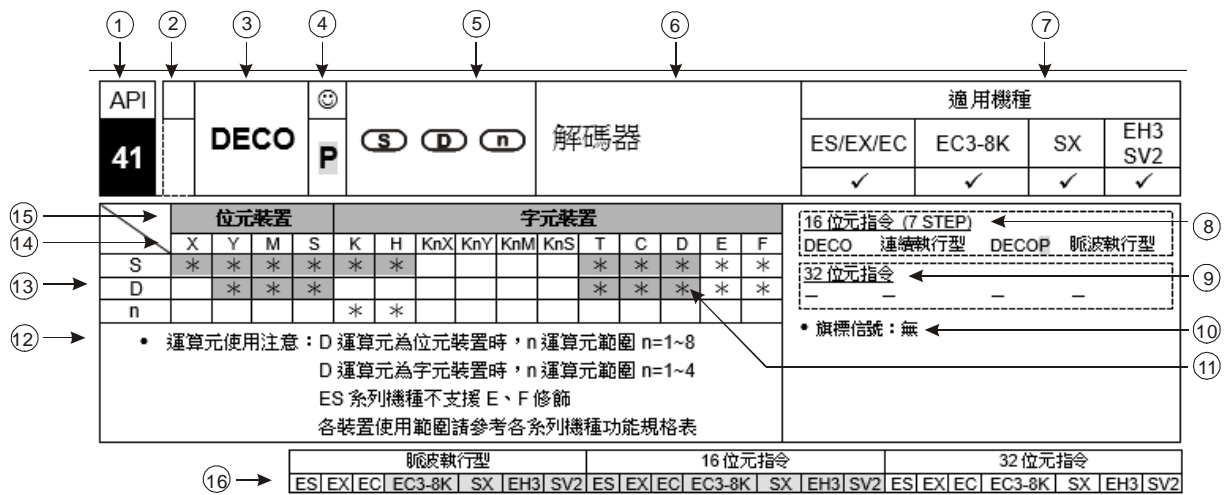 1 2 3 4 5 6 7
API 41 DECO ☺ P S D n 解碼器 適用機種
ES/EX/EC EC3-8K SX EH3 SV2
✓ ✓ ✓ ✓
15 位元裝置 字元裝置
14 X Y M S K H KnX KnY KnM KnS T C D E F
S * * * * * * * * * * *
13 D * * * * * * * *
n * *
16 位元指令 (7 STEP) 8
DECO 連續執行型 DECOP 脈波執行型
32 位元指令 9
– – – –
• 旗標信號：無 10
11
12 • 運算元使用注意：D 運算元為位元裝置時，n 運算元範圍 n=1~8
D 運算元為字元裝置時，n 運算元範圍 n=1~4
ES 系列機種不支援 E、F 修飾
各裝置使用範圍請參考各系列機種功能規格表
脈波執行型 16 位元指令 32 位元指令
16 ES EX EC EC3-8K SX EH3 SV2 ES EX EC EC3-8K SX EH3 SV2 ES EX EC EC3-8K SX EH3 SV2